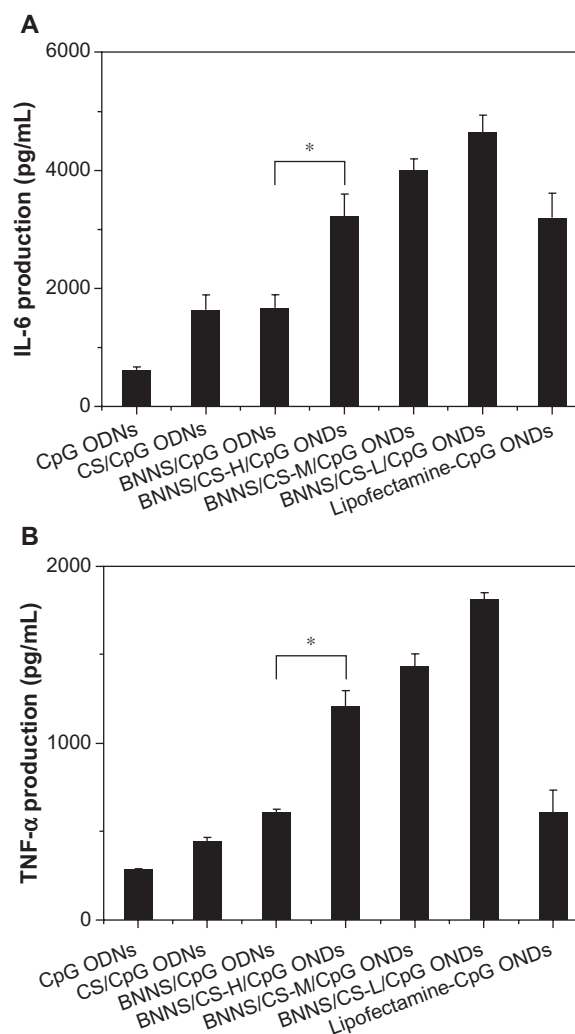 A
6000
4000
2000
0
IL-6 production (pg/mL)
*
CpG ODNs
CS/CpG ODNs
BNNS/CpG ODNs
BNNS/CS-H/CpG ONDs
BNNS/CS-M/CpG ONDs
BNNS/CS-L/CpG ONDs
Lipofectamine-CpG ONDs
B
2000
1000
0
TNF-α production (pg/mL)
*
CpG ODNs
CS/CpG ODNs
BNNS/CpG ODNs
BNNS/CS-H/CpG ONDs
BNNS/CS-M/CpG ONDs
BNNS/CS-L/CpG ONDs
Lipofectamine-CpG ONDs